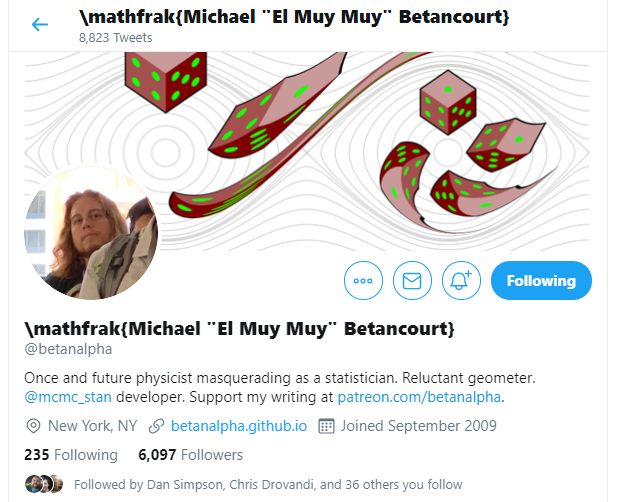 \mathfrak{Michael "El Muy Muy" Betancourt}
8,823 Tweets
Following
\mathfrak{Michael "El Muy Muy" Betancourt}
@betanalpha
Once and future physicist masquerading as a statistician. Reluctant geometer.
@mcmc_stan developer. Support my writing at patreon.com/betanalpha.
New York, NY betanalpha.github.io Joined September 2009
235 Following 6,097 Followers
Followed by Dan Simpson, Chris Drovandi, and 36 others you follow